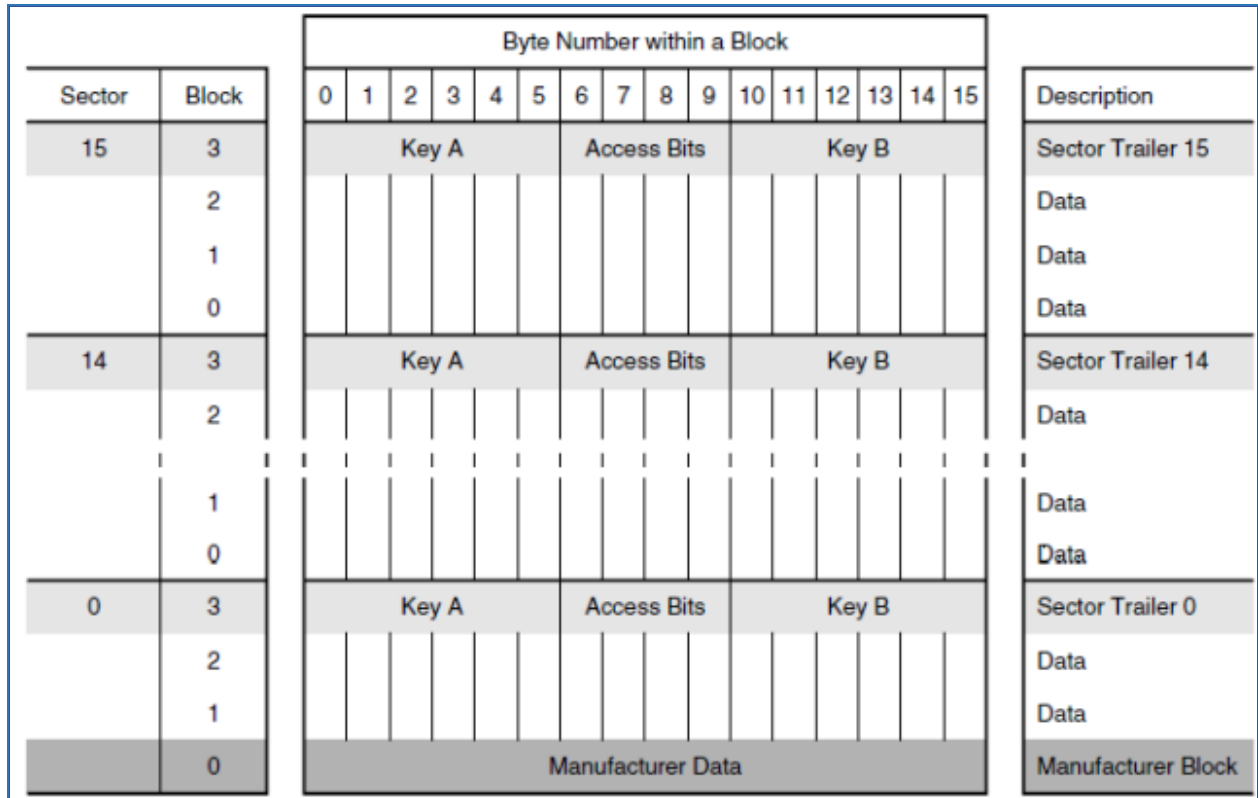 Byte Number within a Block
Sector Block 0 1 2 3 4 5 6 7 8 9 10 11 12 13 14 15 Description
15 3 Key A Access Bits Key B Sector Trailer 15
2 Data
1 Data
0 Data
14 3 Key A Access Bits Key B Sector Trailer 14
2 Data
1 Data
0 Data
0 3 Key A Access Bits Key B Sector Trailer 0
2 Data
1 Data
0 Manufacturer Data Manufacturer Block